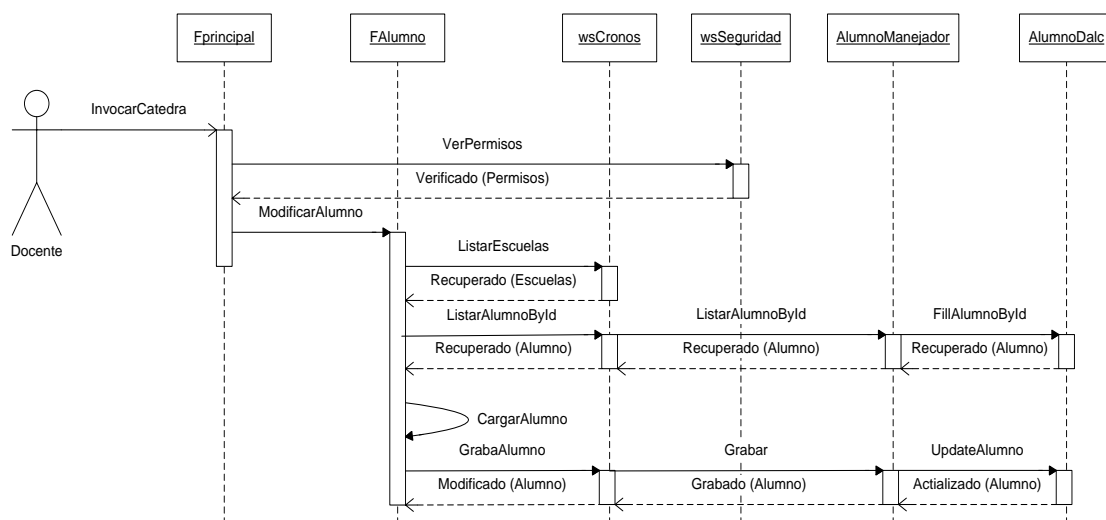 Fprincipal
FAlumno
wsCronos
wsSeguridad
AlumnoManejador
AlumnoDalc
InvocarCatedra
VerPermisos
Verificado (Permisos)
ModificarAlumno
Docente
ListarEscuelas
Recuperado (Escuelas)
ListarAlumnoById
ListarAlumnoById
FillAlumnoById
Recuperado (Alumno)
Recuperado (Alumno)
Recuperado (Alumno)
CargarAlumno
GrabaAlumno
Grabar
UpdateAlumno
Modificado (Alumno)
Grabado (Alumno)
Actializado (Alumno)